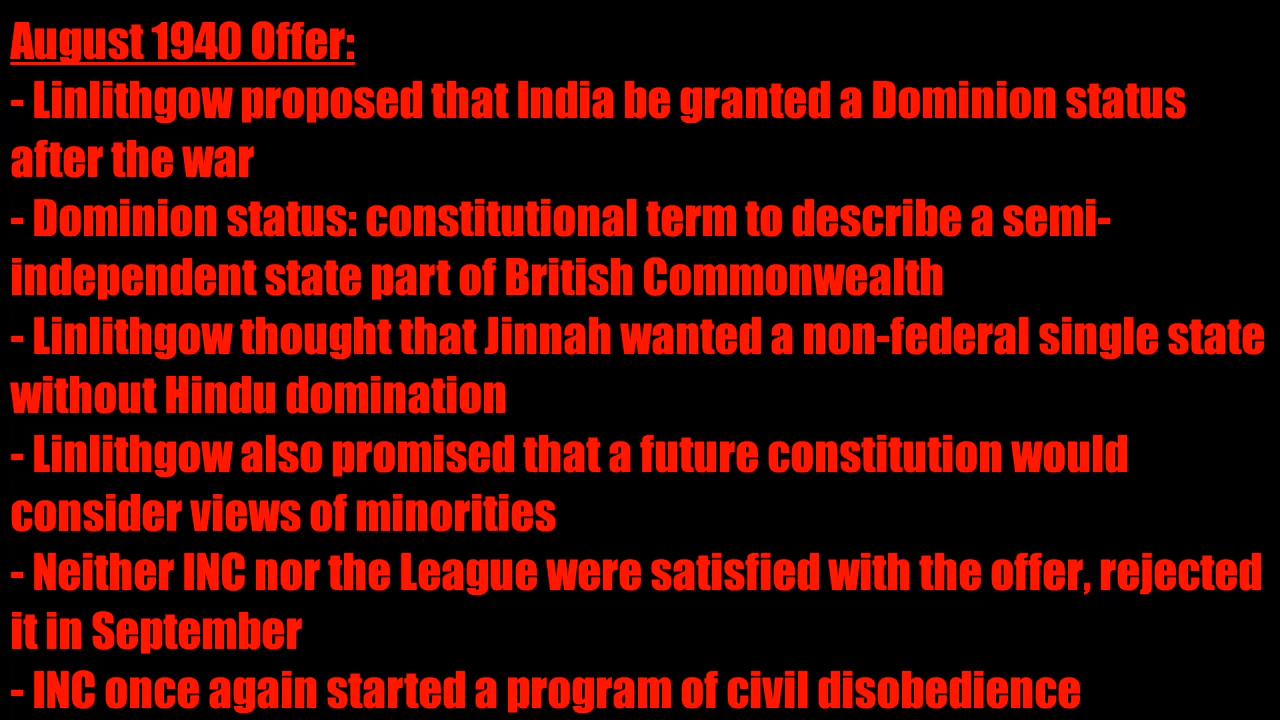 August 1940 Offer:
- Linlithgow proposed that India be granted a Dominion status
after the war
- Dominion status: constitutional term to describe a semi-
independent state part of British Commonwealth
- Linlithgow thought that Jinnah wanted a non-federal single state
without Hindu domination
- Linlithgow also promised that a future constitution would
consider views of minorities
- Neither INC nor the League were satisfied with the offer, rejected
it in September
- INC once again started a program of civil disobedience